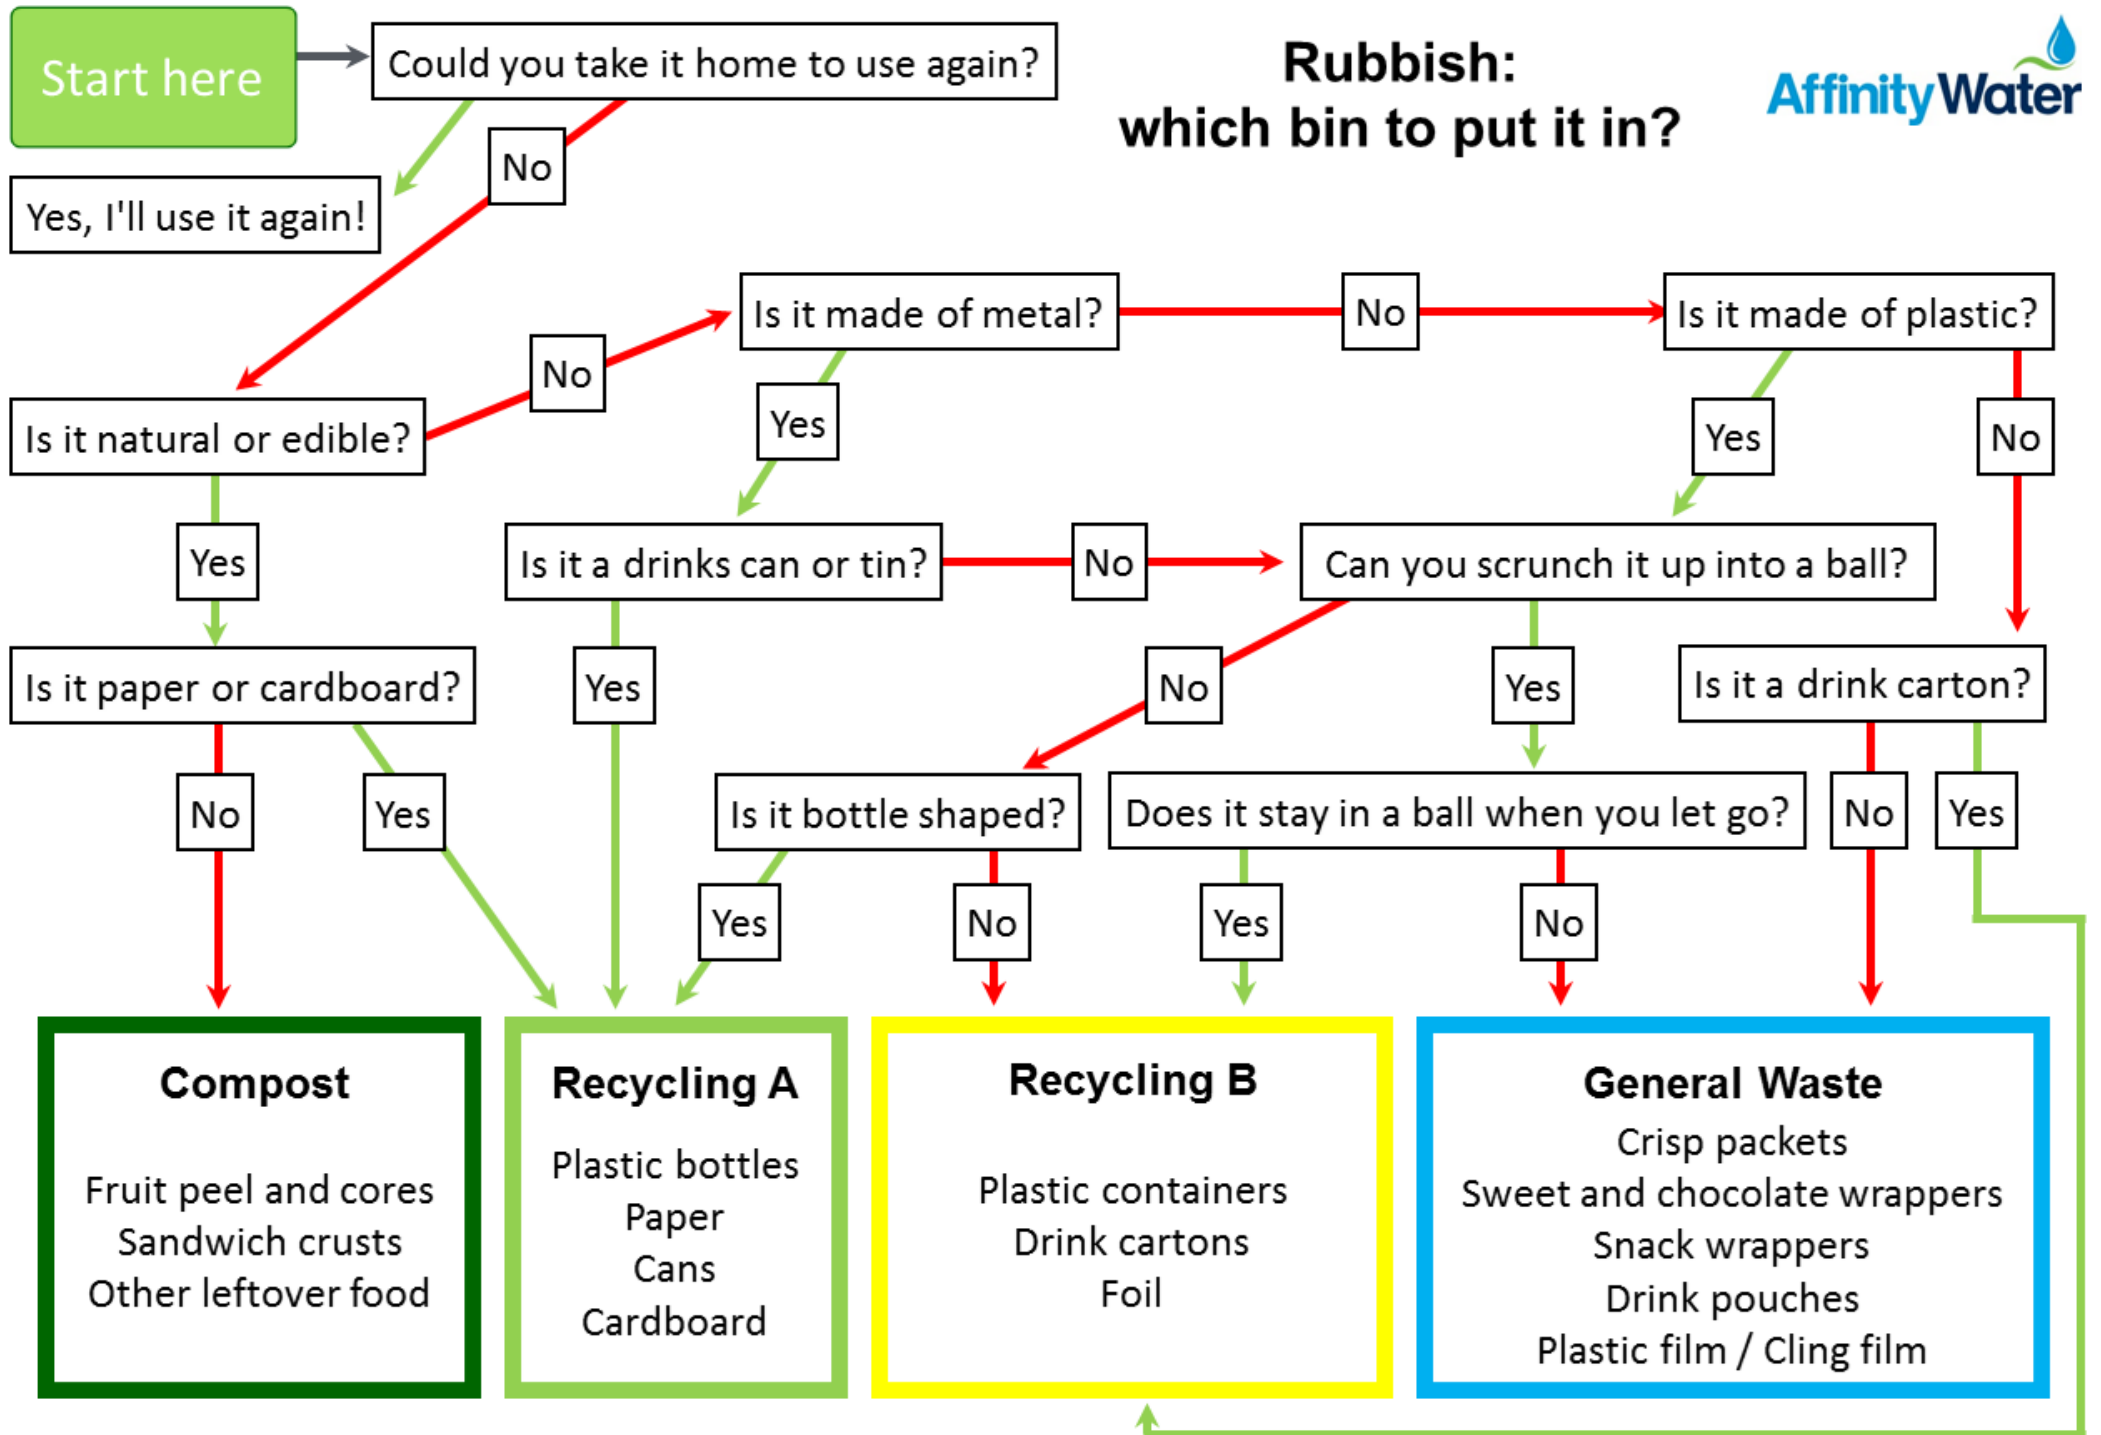 Start here
Could you take it home to use again?
Rubbish:
which bin to put it in?
AffinityWater
No
Yes, I'll use it again!
Is it made of metal?
No
Is it made of plastic?
No
Is it natural or edible?
Yes
Yes
No
Yes
Is it a drinks can or tin?
No
Can you scrunch it up into a ball?
Is it paper or cardboard?
Yes
No
Yes
Is it a drink carton?
No
Yes
Is it bottle shaped?
Does it stay in a ball when you let go?
No
Yes
Yes
No
Yes
No
Compost
Fruit peel and cores
Sandwich crusts
Other leftover food
Recycling A
Plastic bottles
Paper
Cans
Cardboard
Recycling B
Plastic containers
Drink cartons
Foil
General Waste
Crisp packets
Sweet and chocolate wrappers
Snack wrappers
Drink pouches
Plastic film / Cling film